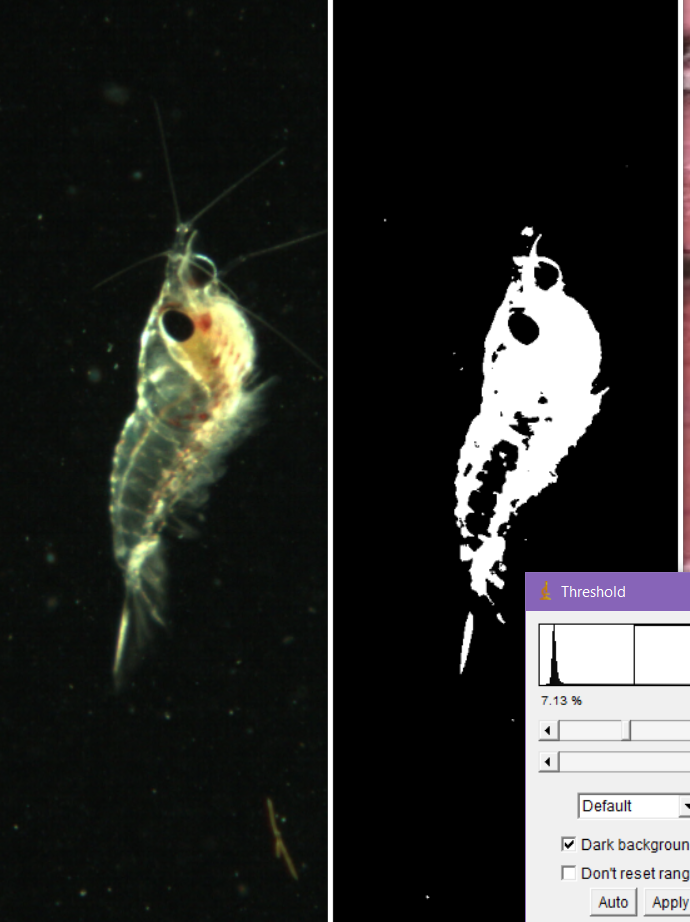 Threshold
7.13 %
Default
Dark backgroun
Don't reset rang
Auto Apply